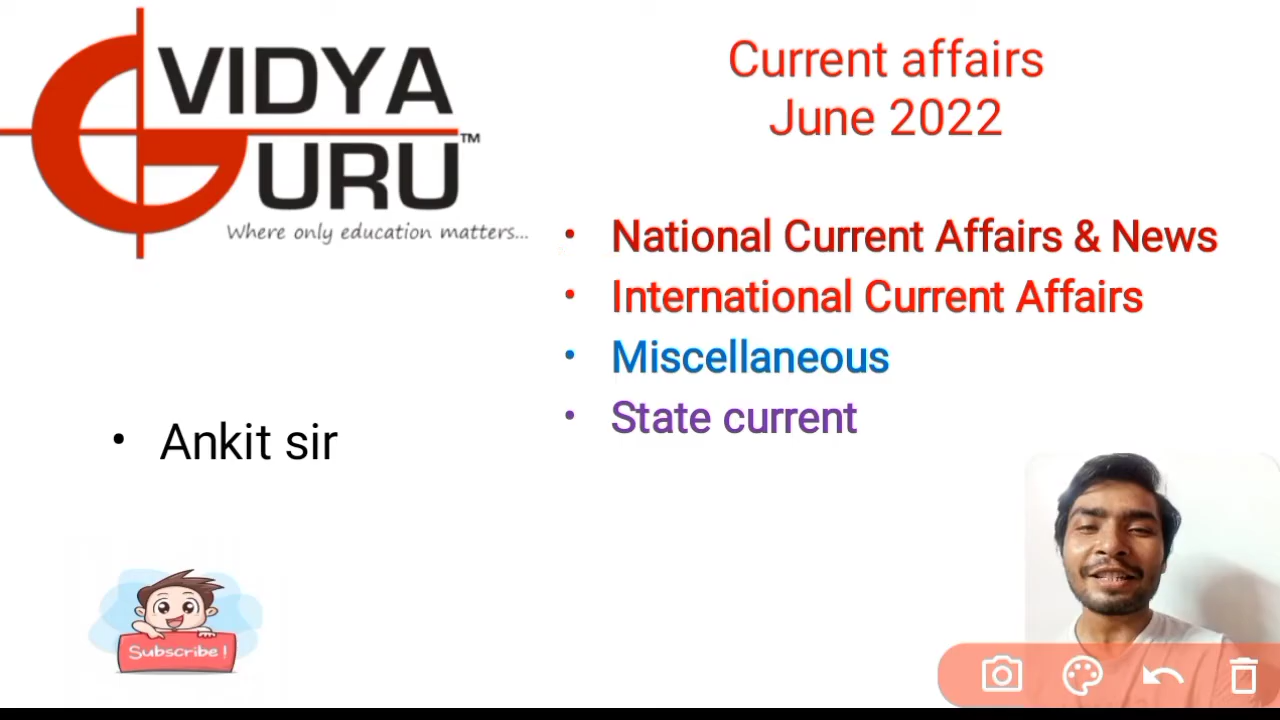 VIDYA
GURU™
Where only education matters...
Current affairs
June 2022
• National Current Affairs & News
• International Current Affairs
• Miscellaneous
• State current
• Ankit sir
Subscribe!